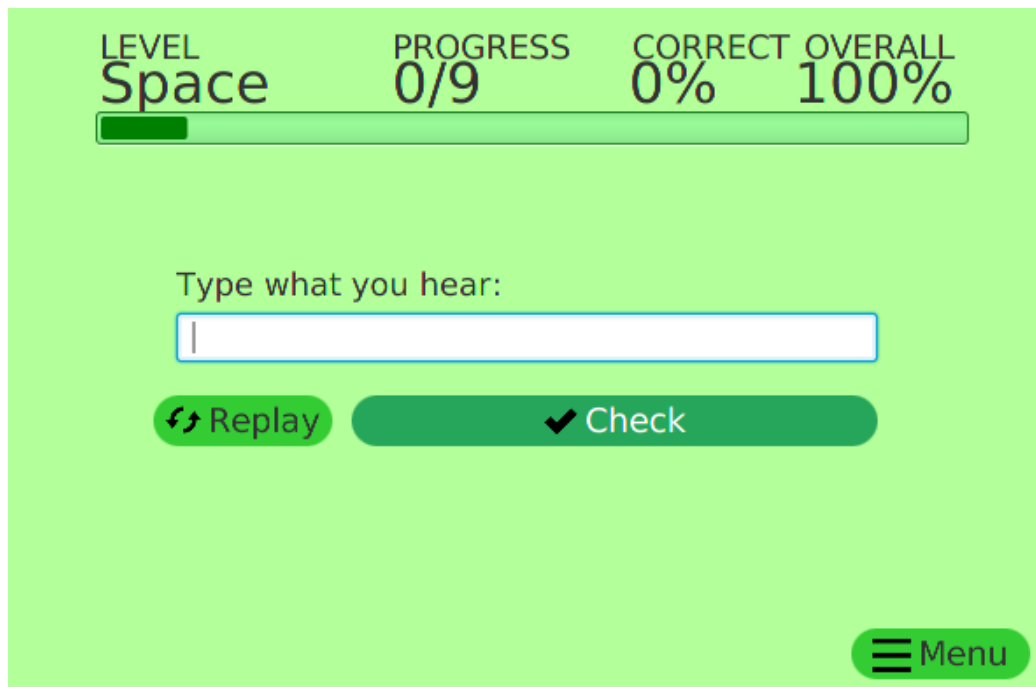 LEVEL PROGRESS CORRECT OVERALL
Space 0/9 0% 100%
Type what you hear:
Replay Check
Menu